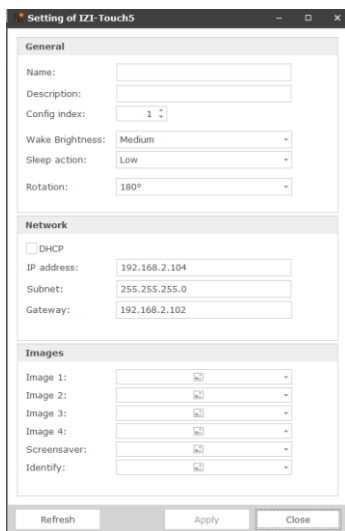 Setting of IZI-Touch5
General
Name:
Description:
Config index: 1
Wake Brightness: Medium
Sleep action: Low
Rotation: 180º
Network
DHCP
IP address: 192.168.2.104
Subnet: 255.255.255.0
Gateway: 192.168.2.102
Images
Image 1:
Image 2:
Image 3:
Image 4:
Screensaver:
Identify:
Refresh Apply Close